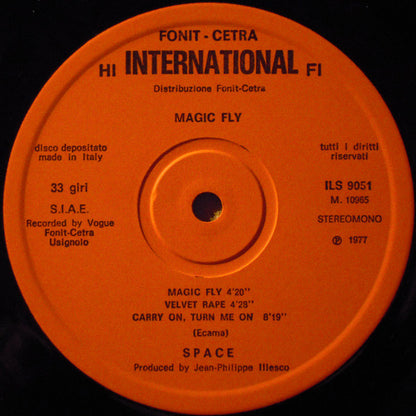 FONIT - CETRA
HI INTERNATIONAL FI
Distribuzione Fonit-Cetra
MAGIC FLY
disco depositato
made in Italy
tutti i diritti
riservati
33 giri
ILS 9051
M. 10965
S.I.A.E.
STEREOMONO
Recorded by Vogue
Fonit-Cetra
Usignolo
℗ 1977
MAGIC FLY 4'20"
VELVET RAPE 4'28"
CARRY ON, TURN ME ON 8'19"
(Ecama)
SPACE
Produced by Jean-Philippe Illesco